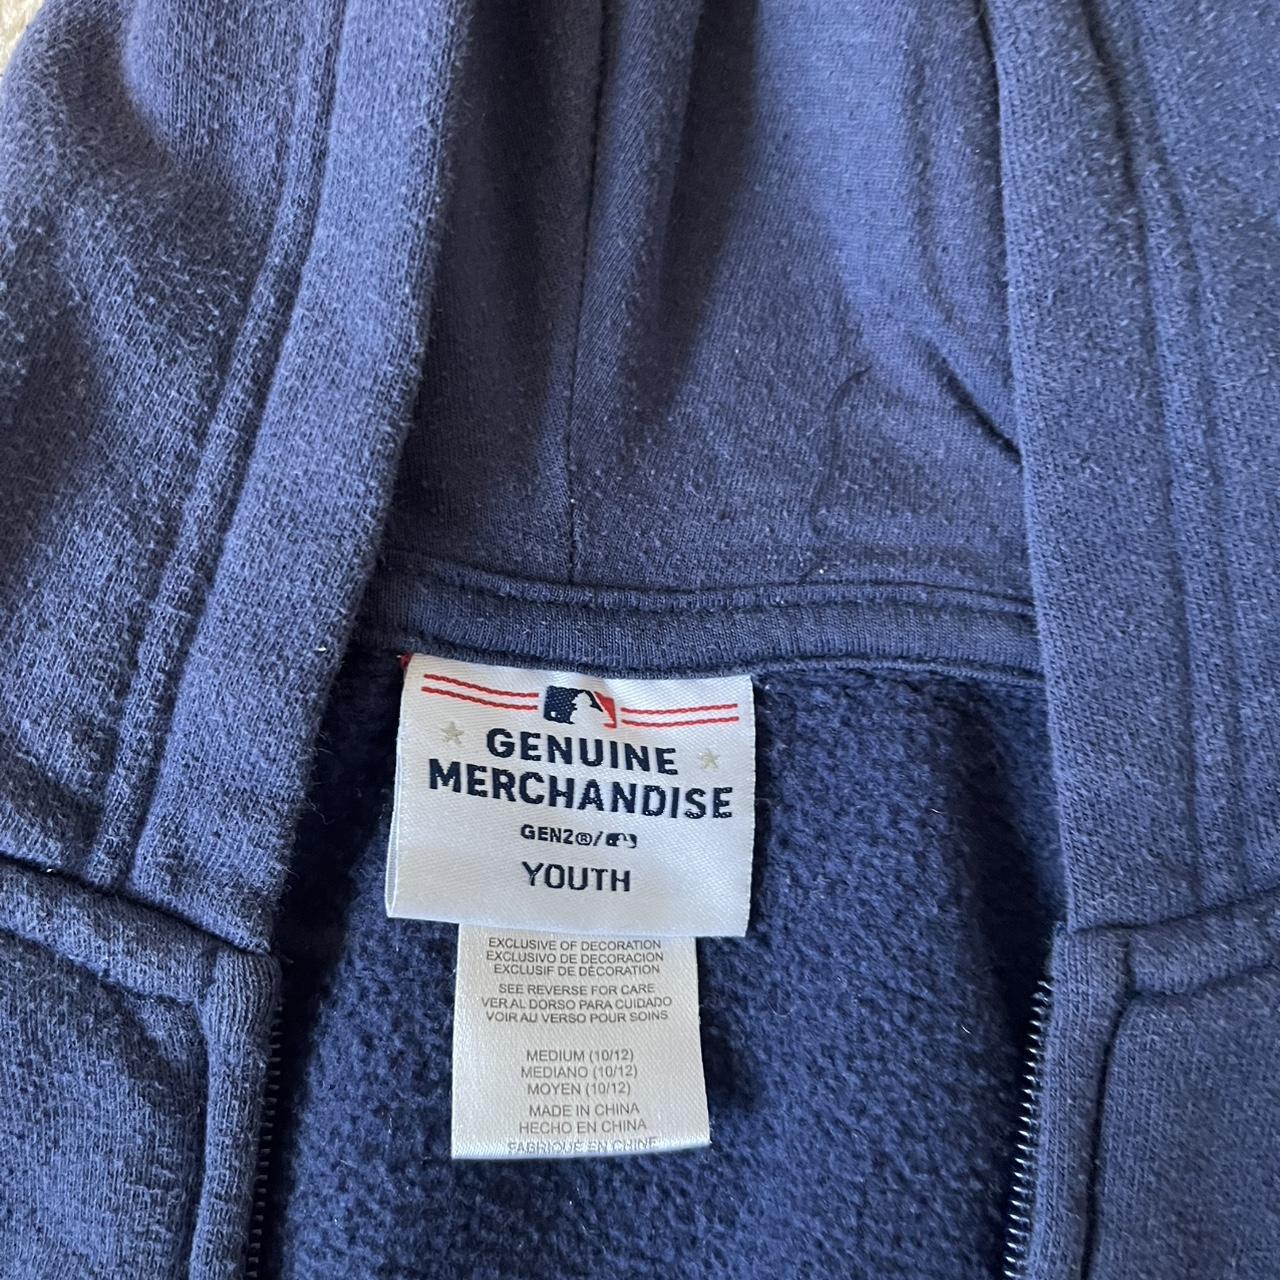 GENUINE
MERCHANDISE
GEN2®/
YOUTH
EXCLUSIVE OF DECORATION
EXCLUSIVO DE DECORACION
EXCLUSIF DE DÉCORATION
SEE REVERSE FOR CARE
VER AL DORSO PARA CUIDADO
VOIR AU VERSO POUR SOINS
MEDIUM (10/12)
MEDIANO (10/12)
MOYEN (10/12)
MADE IN CHINA
HECHO EN CHINA
FABRIQUE EN CHINE